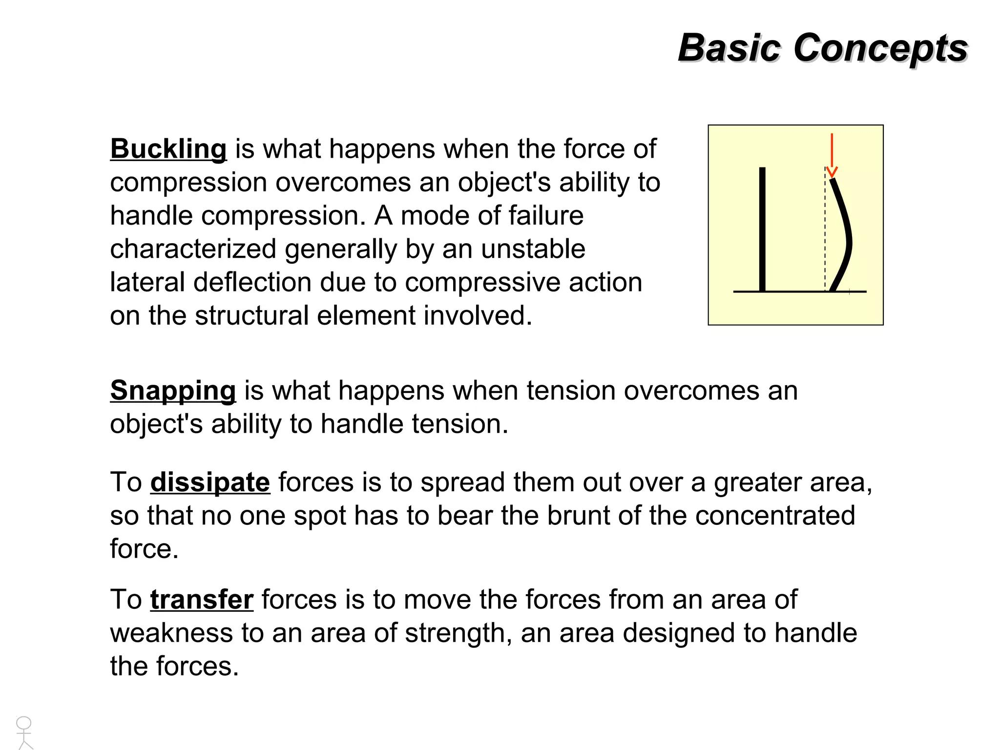 Basic Concepts
Buckling is what happens when the force of
compression overcomes an object's ability to
handle compression. A mode of failure
characterized generally by an unstable
lateral deflection due to compressive action
on the structural element involved.
Snapping is what happens when tension overcomes an
object's ability to handle tension.
To dissipate forces is to spread them out over a greater area,
so that no one spot has to bear the brunt of the concentrated
force.
To transfer forces is to move the forces from an area of
weakness to an area of strength, an area designed to handle
the forces.